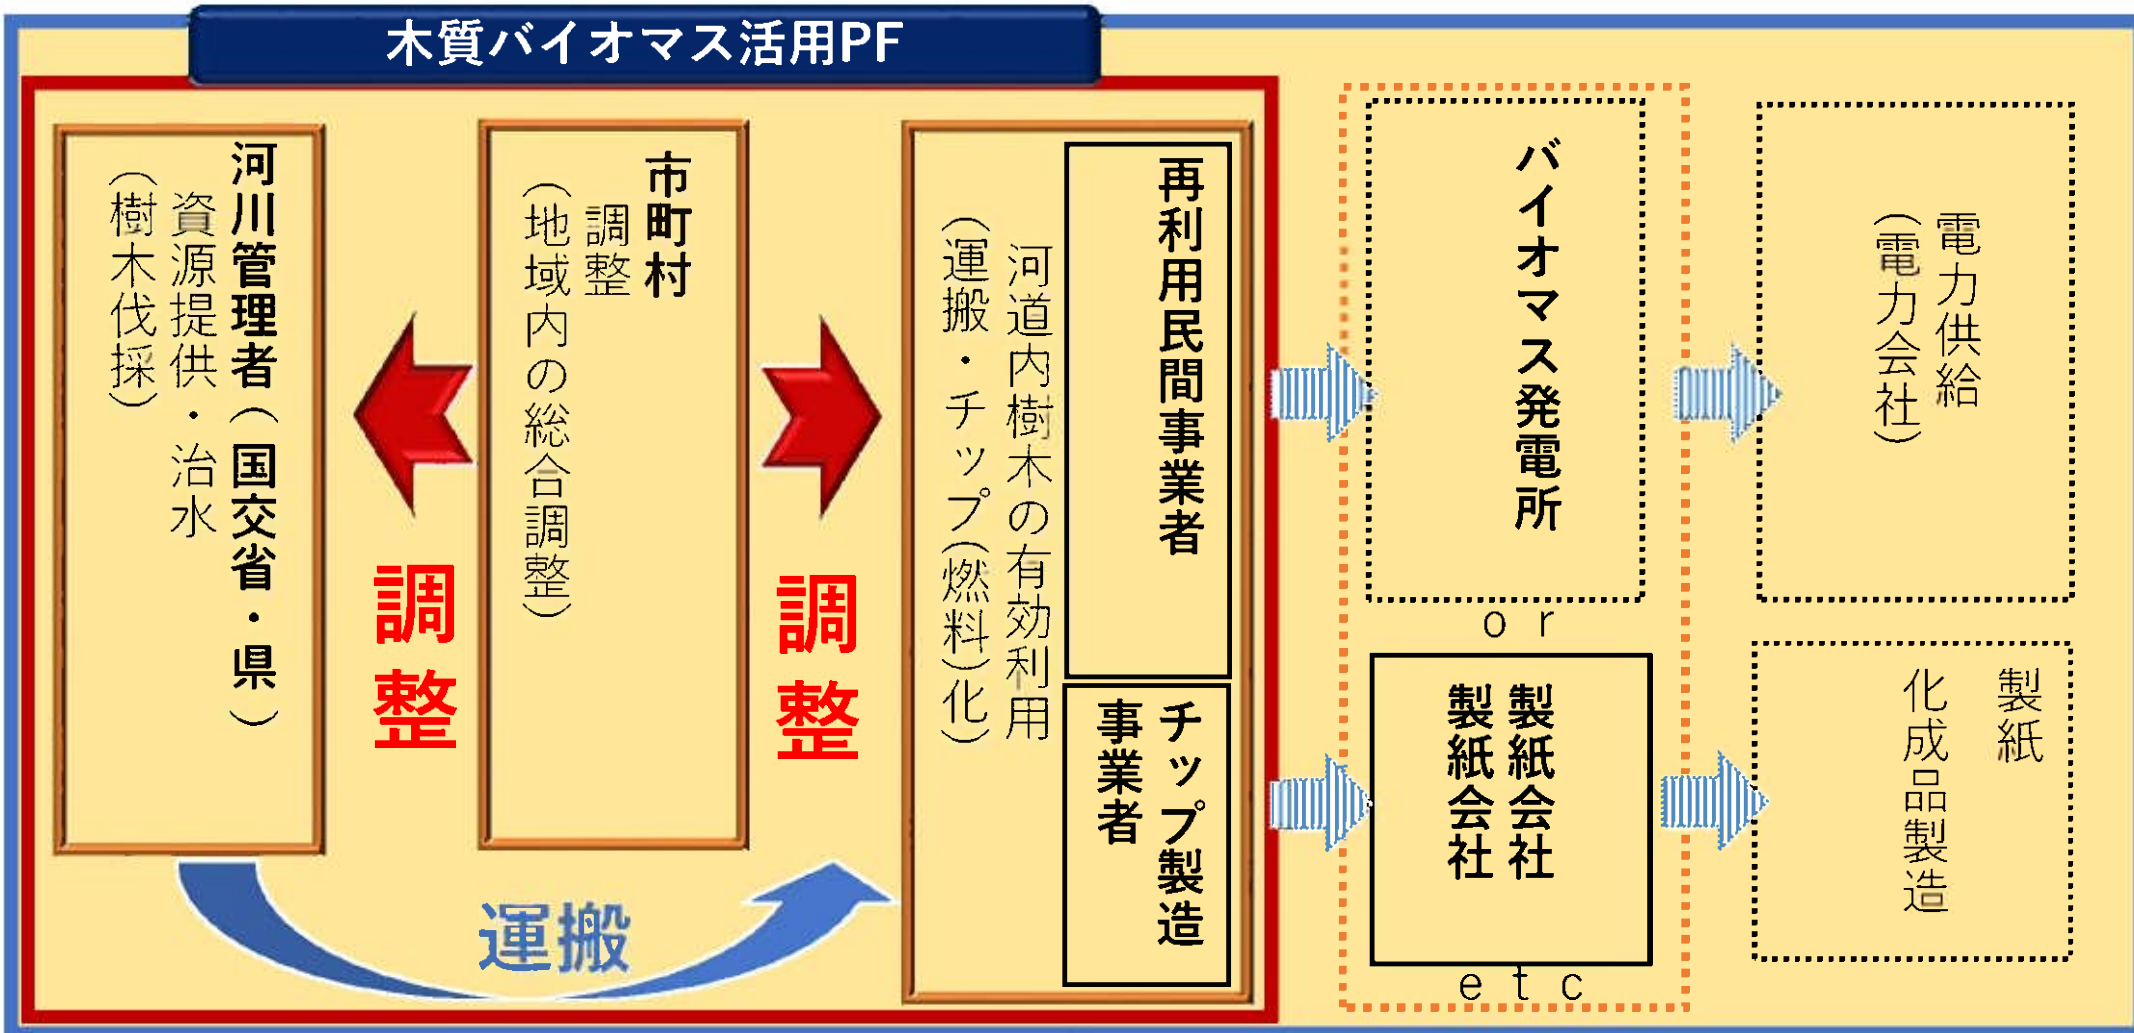 木質バイオマス活用PF
河川管理者（国交省・県）
資源提供・治水
（樹木伐採）
調整
市町村
調整
（地域内の総合調整）
調整
再利用民間事業者
河道内樹木の有効利用
（運搬・チップ(燃料)化）
チップ製造
事業者
運搬
バイオマス発電所
or
製紙会社
製紙会社
etc
電力供給
（電力会社）
製紙
化成品製造